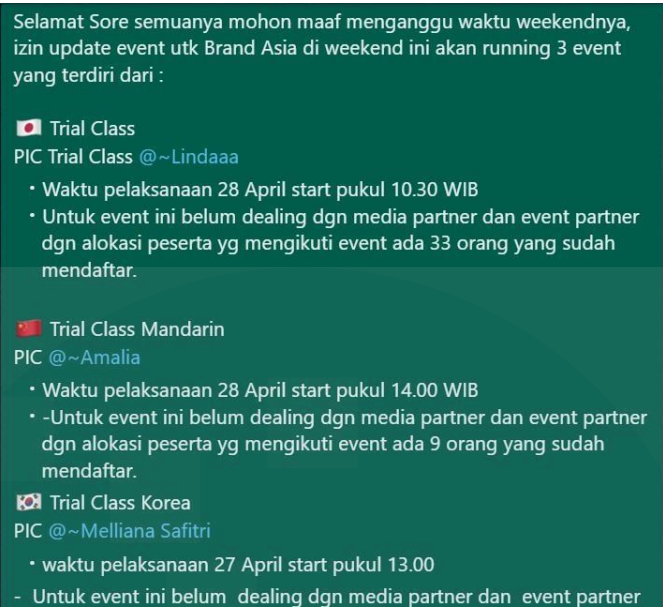 Selamat Sore semuanya mohon maaf menganggu waktu weekendnya,
izin update event utk Brand Asia di weekend ini akan running 3 event
yang terdiri dari :
🇯🇵 Trial Class
PIC Trial Class @~Lindaaa
• Waktu pelaksanaan 28 April start pukul 10.30 WIB
• Untuk event ini belum dealing dgn media partner dan event partner
dgn alokasi peserta yg mengikuti event ada 33 orang yang sudah
mendaftar.
🇨🇳 Trial Class Mandarin
PIC @~Amalia
• Waktu pelaksanaan 28 April start pukul 14.00 WIB
• -Untuk event ini belum dealing dgn media partner dan event partner
dgn alokasi peserta yg mengikuti event ada 9 orang yang sudah
mendaftar.
🇰🇷 Trial Class Korea
PIC @~Melliana Safitri
• waktu pelaksanaan 27 April start pukul 13.00
- Untuk event ini belum  dealing dgn media partner dan  event partner